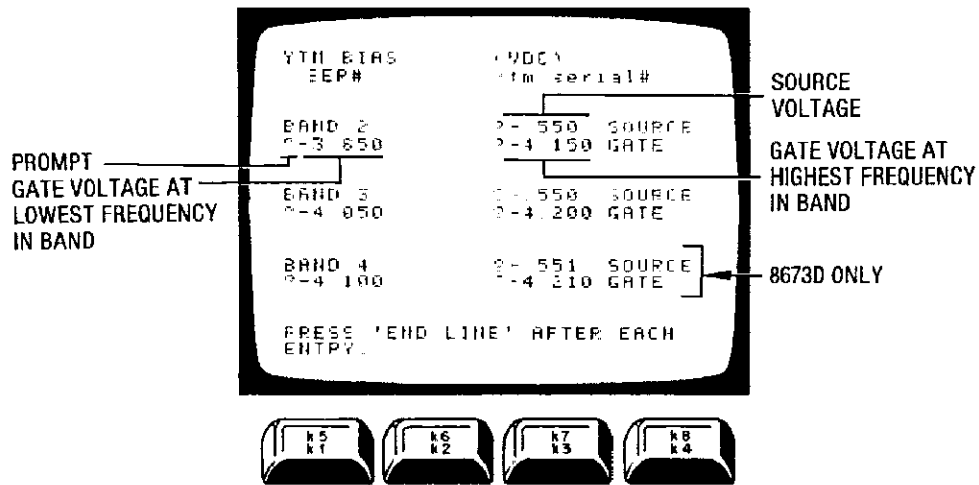 YTM BIAS (VDC)
SER# ytm serial#
BAND 2 ?-.550 SOURCE
?-3.650 ?-4.150 GATE
BAND 3 ?-.550 SOURCE
?-4.050 ?-4.200 GATE
BAND 4 ?-.551 SOURCE
?-4.100 ?-4.210 GATE
PRESS 'END LINE' AFTER EACH
ENTRY.
PROMPT
GATE VOLTAGE AT
LOWEST FREQUENCY
IN BAND
SOURCE
VOLTAGE
GATE VOLTAGE AT
HIGHEST FREQUENCY
IN BAND
8673D ONLY
k5 k6 k7 k8
k1 k2 k3 k4